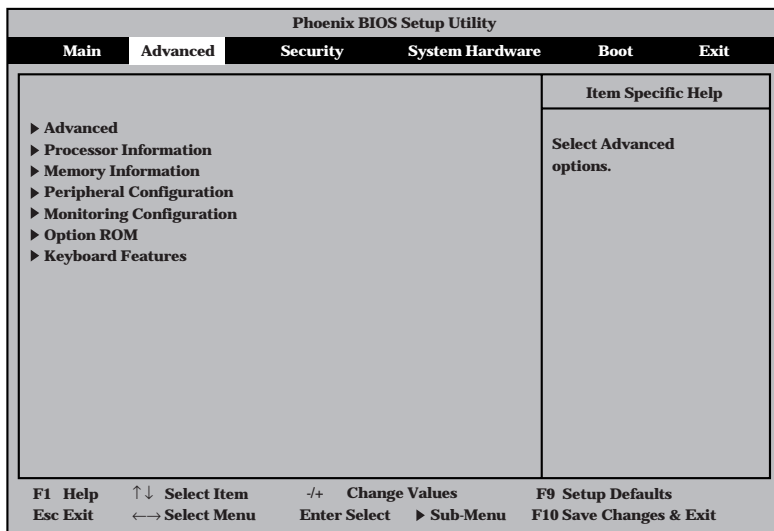 Phoenix BIOS Setup Utility
Main Advanced Security System Hardware Boot Exit
Item Specific Help
Select Advanced
options.
▶ Advanced
▶ Processor Information
▶ Memory Information
▶ Peripheral Configuration
▶ Monitoring Configuration
▶ Option ROM
▶ Keyboard Features
F1 Help ↑↓ Select Item -/+ Change Values F9 Setup Defaults
Esc Exit ←→ Select Menu Enter Select ▶ Sub-Menu F10 Save Changes & Exit